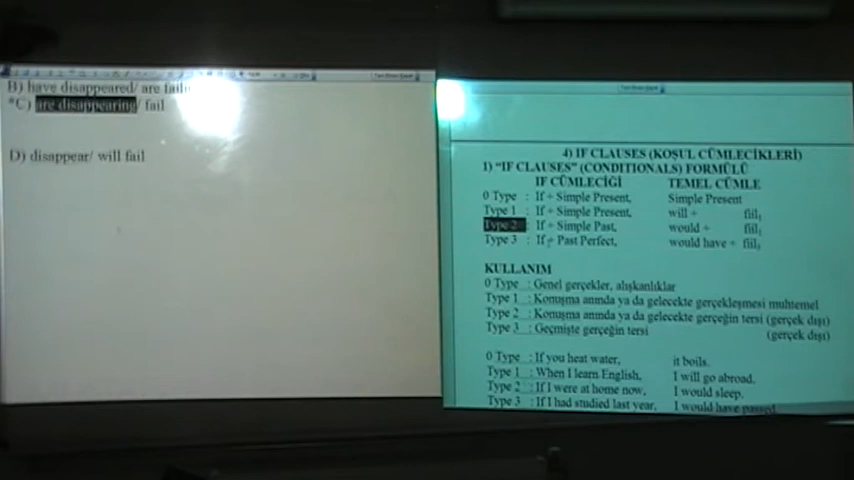 B) have disappeared/ are failu
*C) are disappearing/ fail
D) disappear/ will fail
4) IF CLAUSES (KOŞUL CÜMLECİKLERİ)
1) “IF CLAUSES” (CONDITIONALS) FORMÜLÜ
IF CÜMLECİĞİ TEMEL CÜMLE
0 Type : If + Simple Present, Simple Present
Type 1 : If + Simple Present, will + fiil₁
Type 2 : If + Simple Past, would + fiil₁
Type 3 : If + Past Perfect, would have + fiil₃
KULLANIM
0 Type : Genel gerçekler, alışkanlıklar
Type 1 : Konuşma anında ya da gelecekte gerçekleşmesi muhtemel
Type 2 : Konuşma anında ya da gelecekte gerçeğin tersi (gerçek dışı)
Type 3 : Geçmişte gerçeğin tersi (gerçek dışı)
0 Type : If you heat water, it boils.
Type 1 : When I learn English, I will go abroad.
Type 2 : If I were at home now, I would sleep.
Type 3 : If I had studied last year, I would have passed